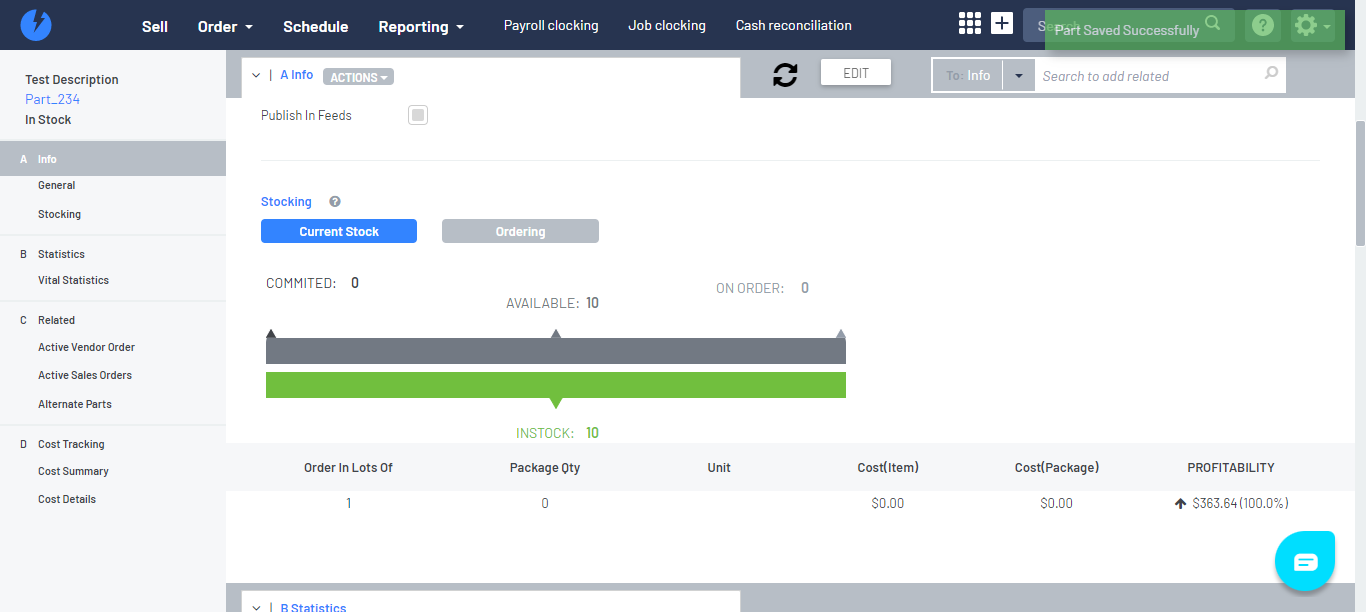 Sell Order Schedule Reporting Payroll clocking Job clocking Cash reconciliation
Part Saved Successfully
Test Description
Part_234
In Stock
A Info
General
Stocking
B Statistics
Vital Statistics
C Related
Active Vendor Order
Active Sales Orders
Alternate Parts
D Cost Tracking
Cost Summary
Cost Details
| A Info ACTIONS EDIT To: Info Search to add related
Publish In Feeds
Stocking ?
Current Stock Ordering
COMMITED: 0
ON ORDER: 0
AVAILABLE: 10
INSTOCK: 10
Order In Lots Of Package Qty Unit Cost(Item) Cost(Package) PROFITABILITY
1 0 $0.00 $0.00 $363.64 (100.0%)
| B Statistics